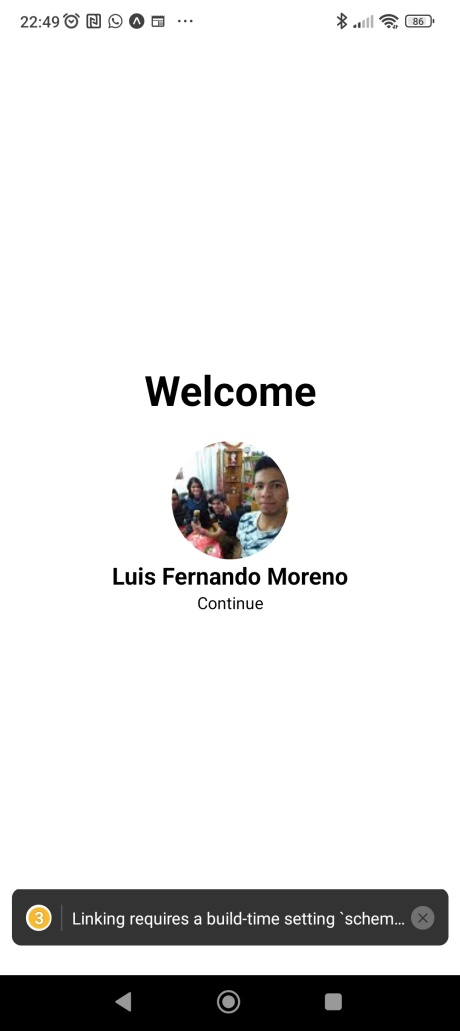 22:49
86
Welcome
Luis Fernando Moreno
Continue
3 Linking requires a build-time setting `schem...